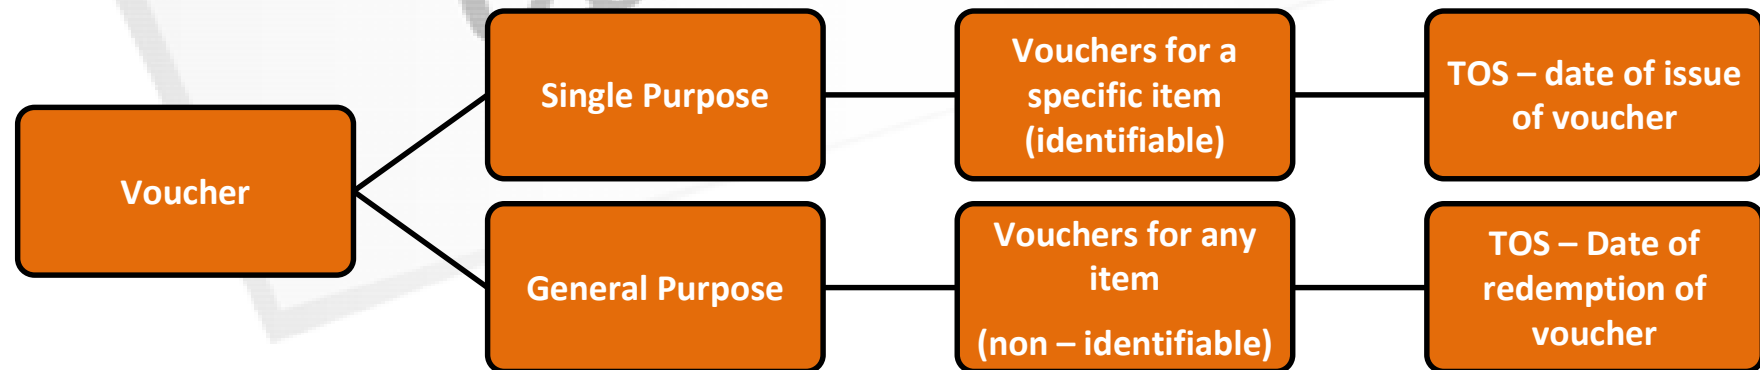 Voucher
Single Purpose
Vouchers for a
specific item
(identifiable)
TOS – date of issue
of voucher
General Purpose
Vouchers for any
item
(non – identifiable)
TOS – Date of
redemption of
voucher